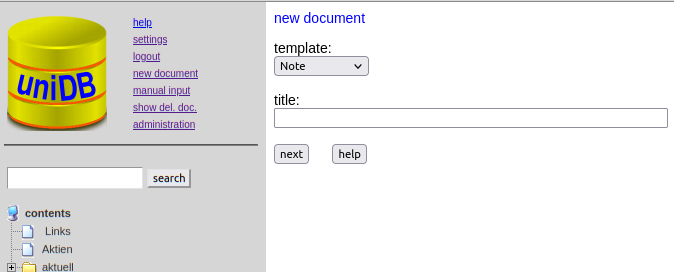 uniDB
help
settings
logout
new document
manual input
show del. doc.
administration
search
contents
Links
Aktien
aktuell
new document
template:
Note
title:
next help